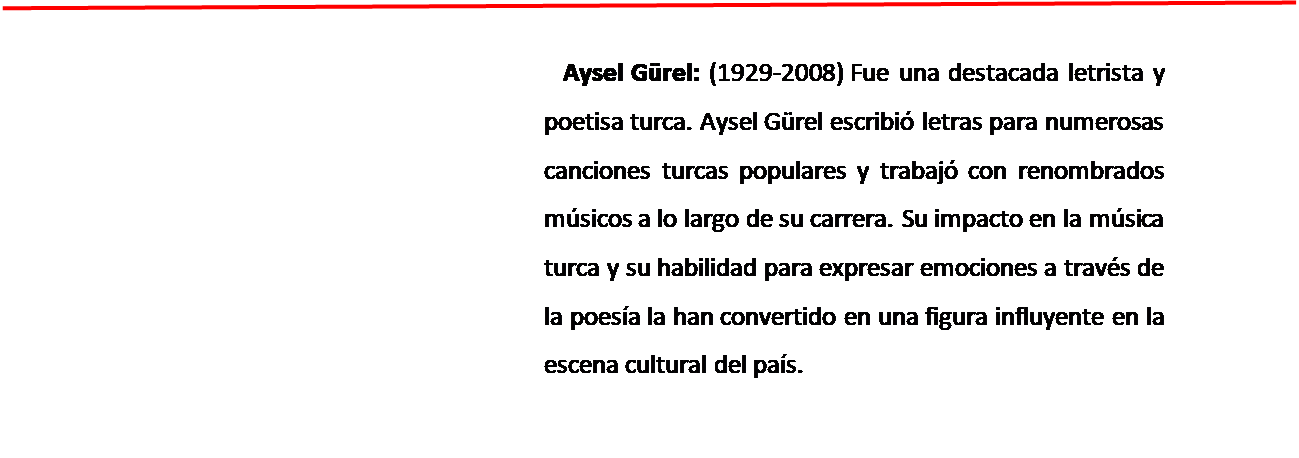 Aysel Gürel: (1929-2008) Fue una destacada letrista y
poetisa turca. Aysel Gürel escribió letras para numerosas
canciones turcas populares y trabajó con renombrados
músicos a lo largo de su carrera. Su impacto en la música
turca y su habilidad para expresar emociones a través de
la poesía la han convertido en una figura influyente en la
escena cultural del país.